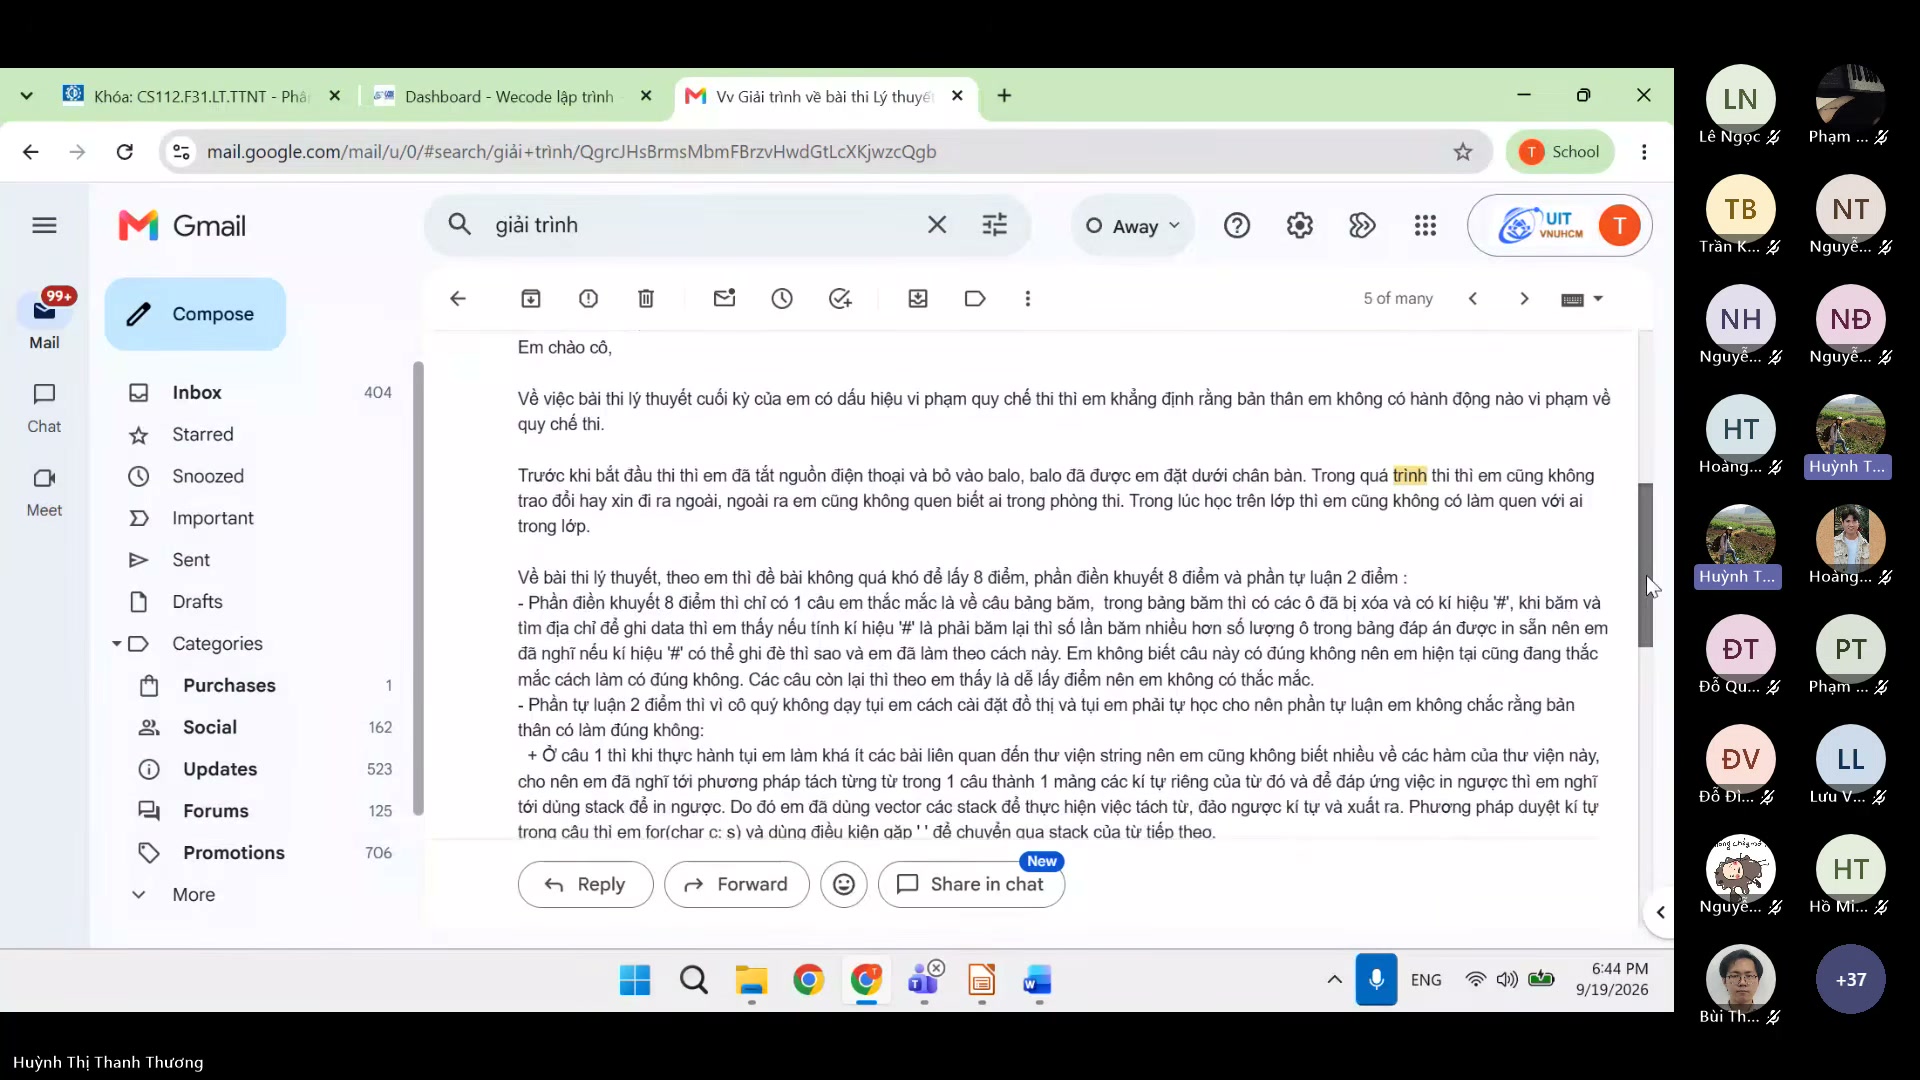 Khóa: CS112.F31.LT.TTNT - Phâ
Dashboard - Wecode lập trình
Vv Giải trình về bài thi Lý thuyế
mail.google.com/mail/u/0/#search/giải+trình/QgrcJHsBrmsMbmFBrzvHwdGtLcXKjwzcQgb
T School
Gmail
giải trình
Away
UIT
VNUHCM
T
99+
Mail
Chat
Meet
Compose
Inbox 404
Starred
Snoozed
Important
Sent
Drafts
Categories
Purchases 1
Social 162
Updates 523
Forums 125
Promotions 706
More
5 of many
Em chào cô,
Về việc bài thi lý thuyết cuối kỳ của em có dấu hiệu vi phạm quy chế thi thì em khẳng định rằng bản thân em không có hành động nào vi phạm về
quy chế thi.
Trước khi bắt đầu thi thì em đã tắt nguồn điện thoại và bỏ vào balo, balo đã được em đặt dưới chân bàn. Trong quá trình thi thì em cũng không
trao đổi hay xin đi ra ngoài, ngoài ra em cũng không quen biết ai trong phòng thi. Trong lúc học trên lớp thì em cũng không có làm quen với ai
trong lớp.
Về bài thi lý thuyết, theo em thì đề bài không quá khó để lấy 8 điểm, phần điền khuyết 8 điểm và phần tự luận 2 điểm :
- Phần điền khuyết 8 điểm thì chỉ có 1 câu em thắc mắc là về câu bảng băm, trong bảng băm thì có các ô đã bị xóa và có kí hiệu '#', khi băm và
tìm địa chỉ để ghi data thì em thấy nếu tính kí hiệu '#' là phải băm lại thì số lần băm nhiều hơn số lượng ô trong bảng đáp án được in sẵn nên em
đã nghĩ nếu kí hiệu '#' có thể ghi đè thì sao và em đã làm theo cách này. Em không biết câu này có đúng không nên em hiện tại cũng đang thắc
mắc cách làm có đúng không. Các câu còn lại thì theo em thấy là dễ lấy điểm nên em không có thắc mắc.
- Phần tự luận 2 điểm thì vì cô quý không dạy tụi em cách cài đặt đồ thị và tụi em phải tự học cho nên phần tự luận em không chắc rằng bản
thân có làm đúng không:
+ Ở câu 1 thì khi thực hành tụi em làm khá ít các bài liên quan đến thư viện string nên em cũng không biết nhiều về các hàm của thư viện này,
cho nên em đã nghĩ tới phương pháp tách từng từ trong 1 câu thành 1 mảng các kí tự riêng của từ đó và để đáp ứng việc in ngược thì em nghĩ
tới dùng stack để in ngược. Do đó em đã dùng vector các stack để thực hiện việc tách từ, đảo ngược kí tự và xuất ra. Phương pháp duyệt kí tự
trong câu thì em for(char c: s) và dùng điều kiện gặp ' ' để chuyển qua stack của từ tiếp theo.
Reply
Forward
Share in chat
New
ENG
6:44 PM
9/19/2026
LN
Lê Ngọc
Phạm ...
TB
Trần K...
NT
Nguyễ...
NH
Nguyễ...
NĐ
Nguyễ...
HT
Hoàng...
Huỳnh T...
Huỳnh T...
Hoàng...
ĐT
Đỗ Qu...
PT
Phạm ...
ĐV
Đỗ Đì...
LL
Lưu V...
Nguyễ...
HT
Hồ Mi...
Bùi Th...
+37
Huỳnh Thị Thanh Thương